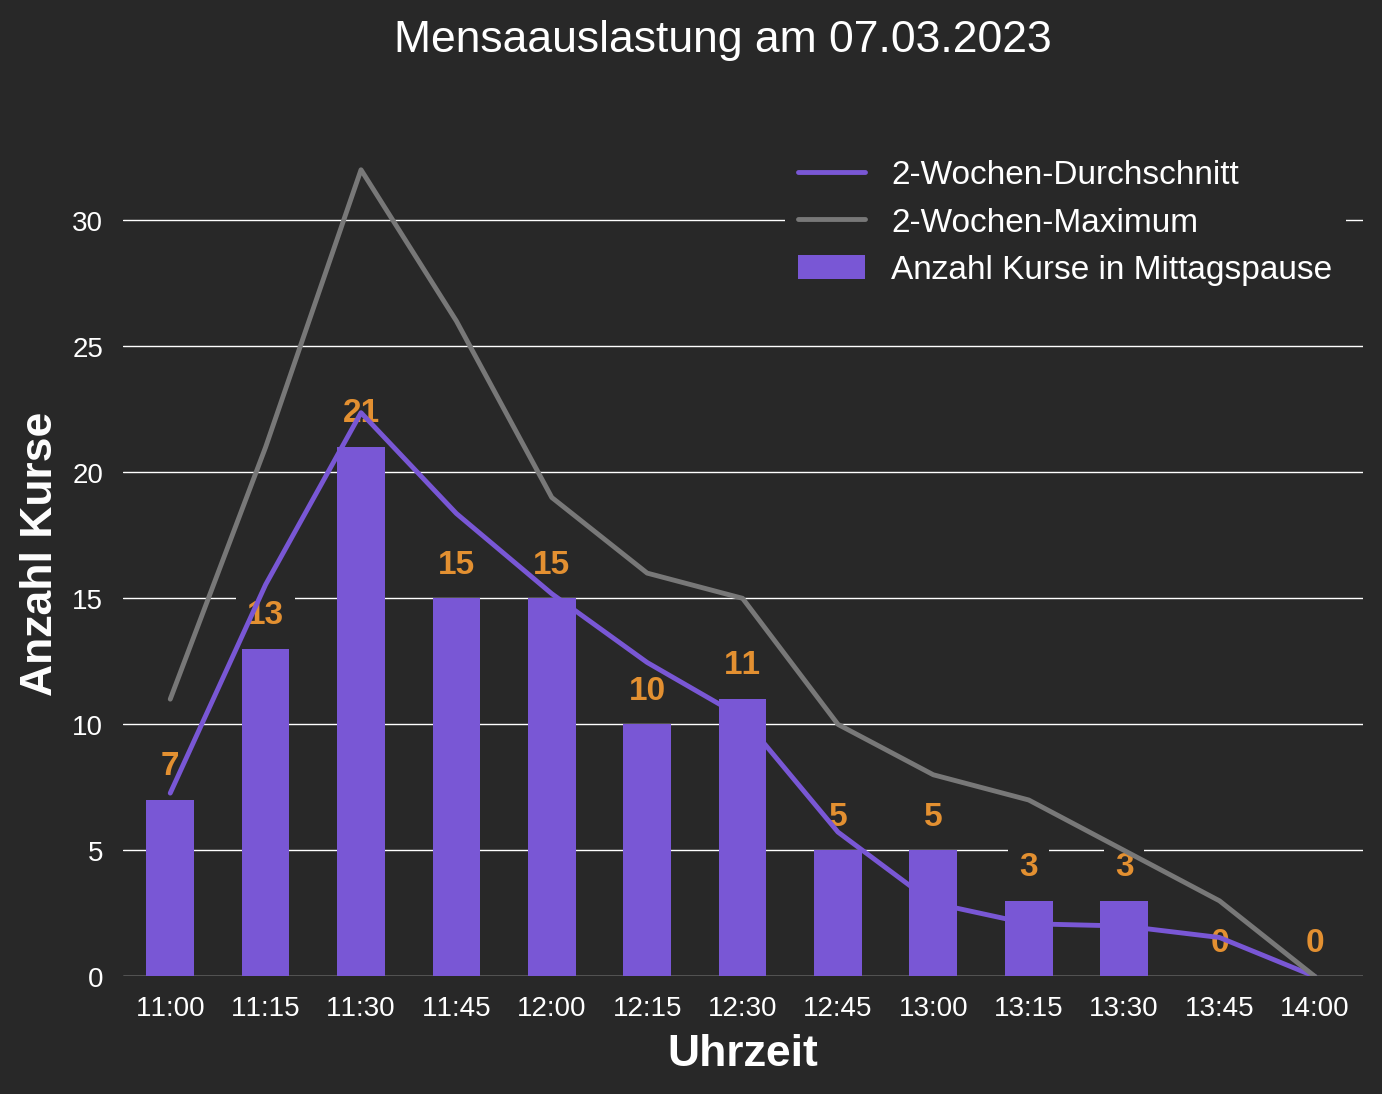 Mensaauslastung am 07.03.2023
2-Wochen-Durchschnitt
2-Wochen-Maximum
Anzahl Kurse in Mittagspause
Anzahl Kurse
30
25
20
15
10
5
0
7
13
21
15
15
10
11
5
5
3
3
0
0
11:00 11:15 11:30 11:45 12:00 12:15 12:30 12:45 13:00 13:15 13:30 13:45 14:00
Uhrzeit